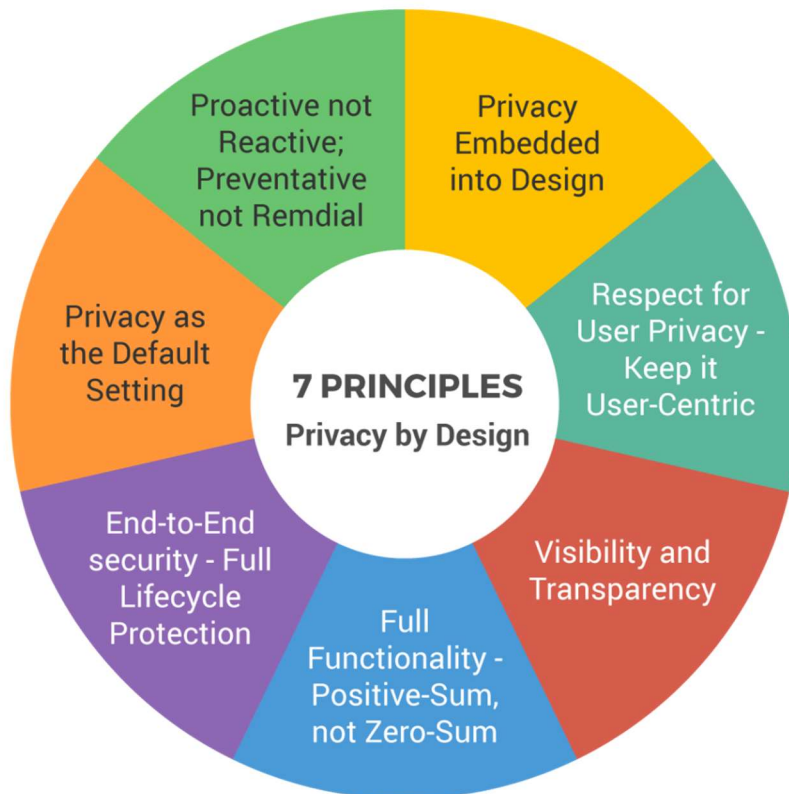 Proactive not
Reactive;
Preventative
not Remdial
Privacy
Embedded
into Design
Respect for
User Privacy -
Keep it
User-Centric
Visibility and
Transparency
Full
Functionality -
Positive-Sum,
not Zero-Sum
End-to-End
security - Full
Lifecycle
Protection
Privacy as
the Default
Setting
7 PRINCIPLES
Privacy by Design